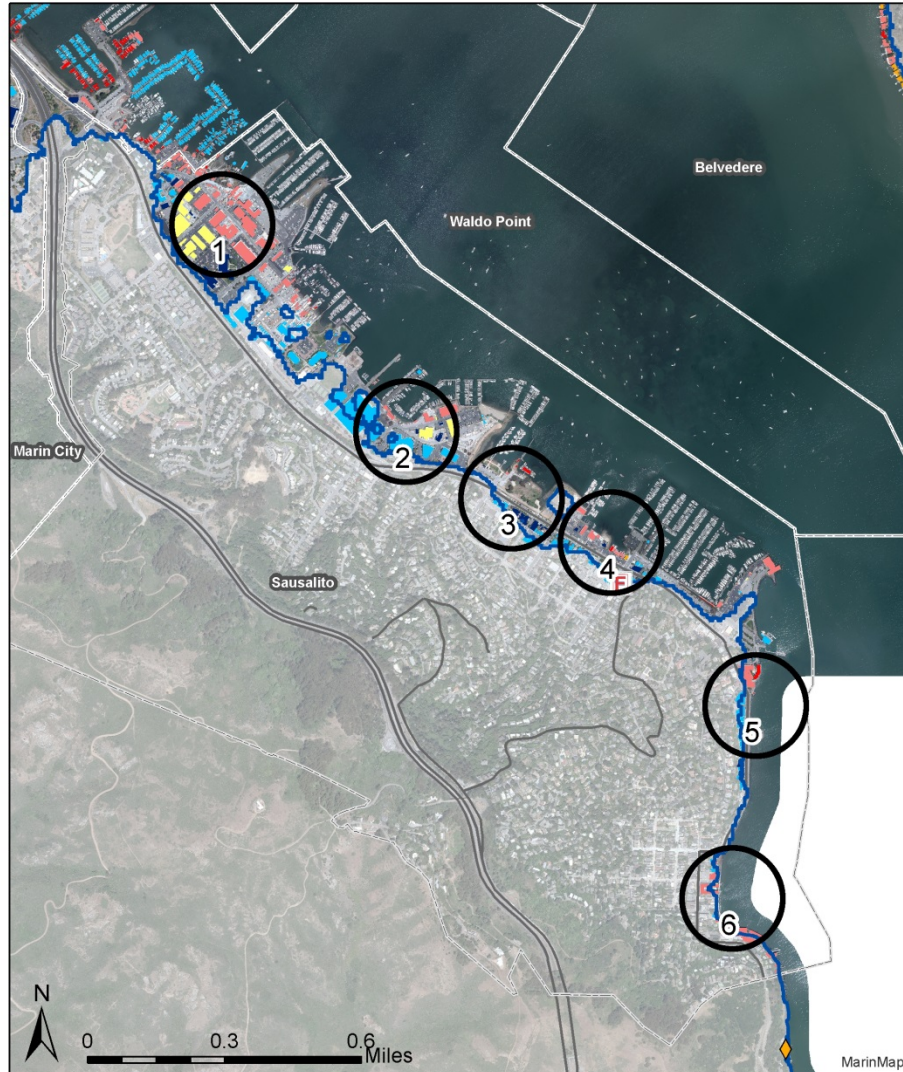 Belvedere
Waldo Point
1
2
Marin City
3
4
F
Sausalito
5
6
N
0 0.3 0.6
Miles
MarinMap